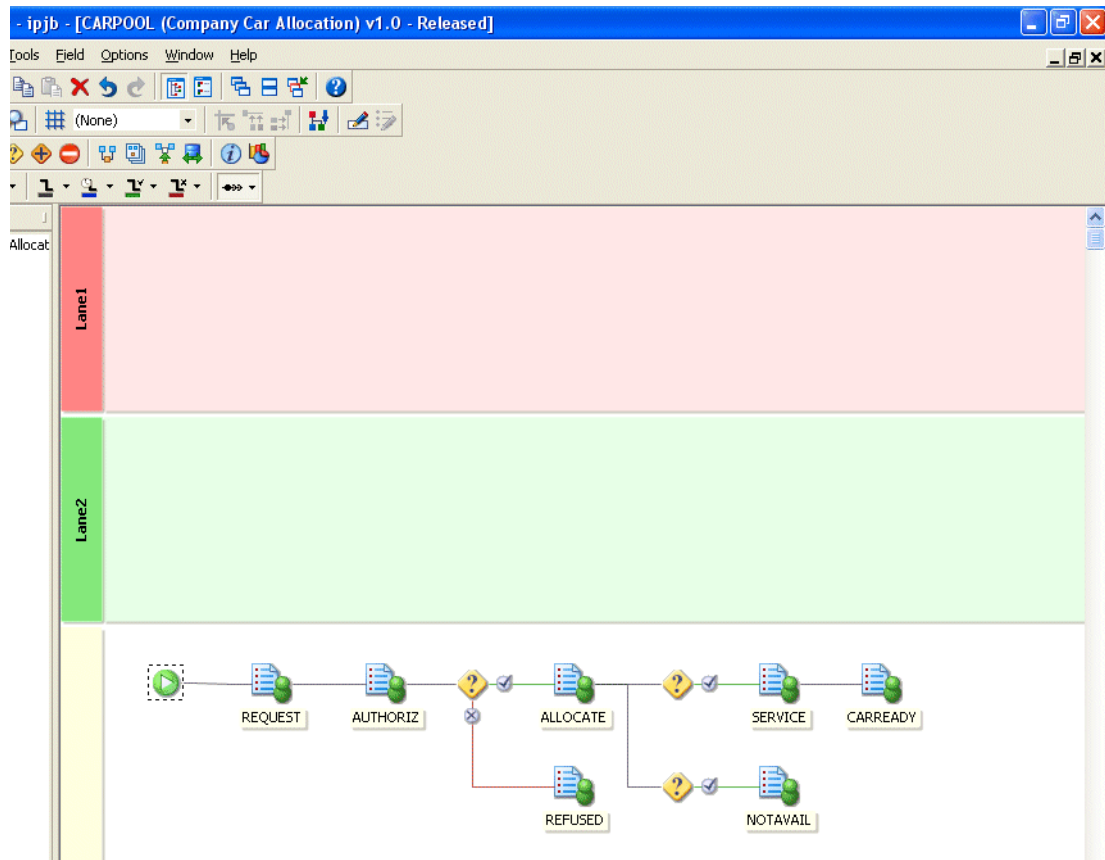 - ipjb - [CARPOOL (Company Car Allocation) v1.0 - Released]
Tools Field Options Window Help
(None)
Allocat
Lane1
Lane2
REQUEST AUTHORIZ ALLOCATE SERVICE CARREADY
REFUSED NOTAVAIL